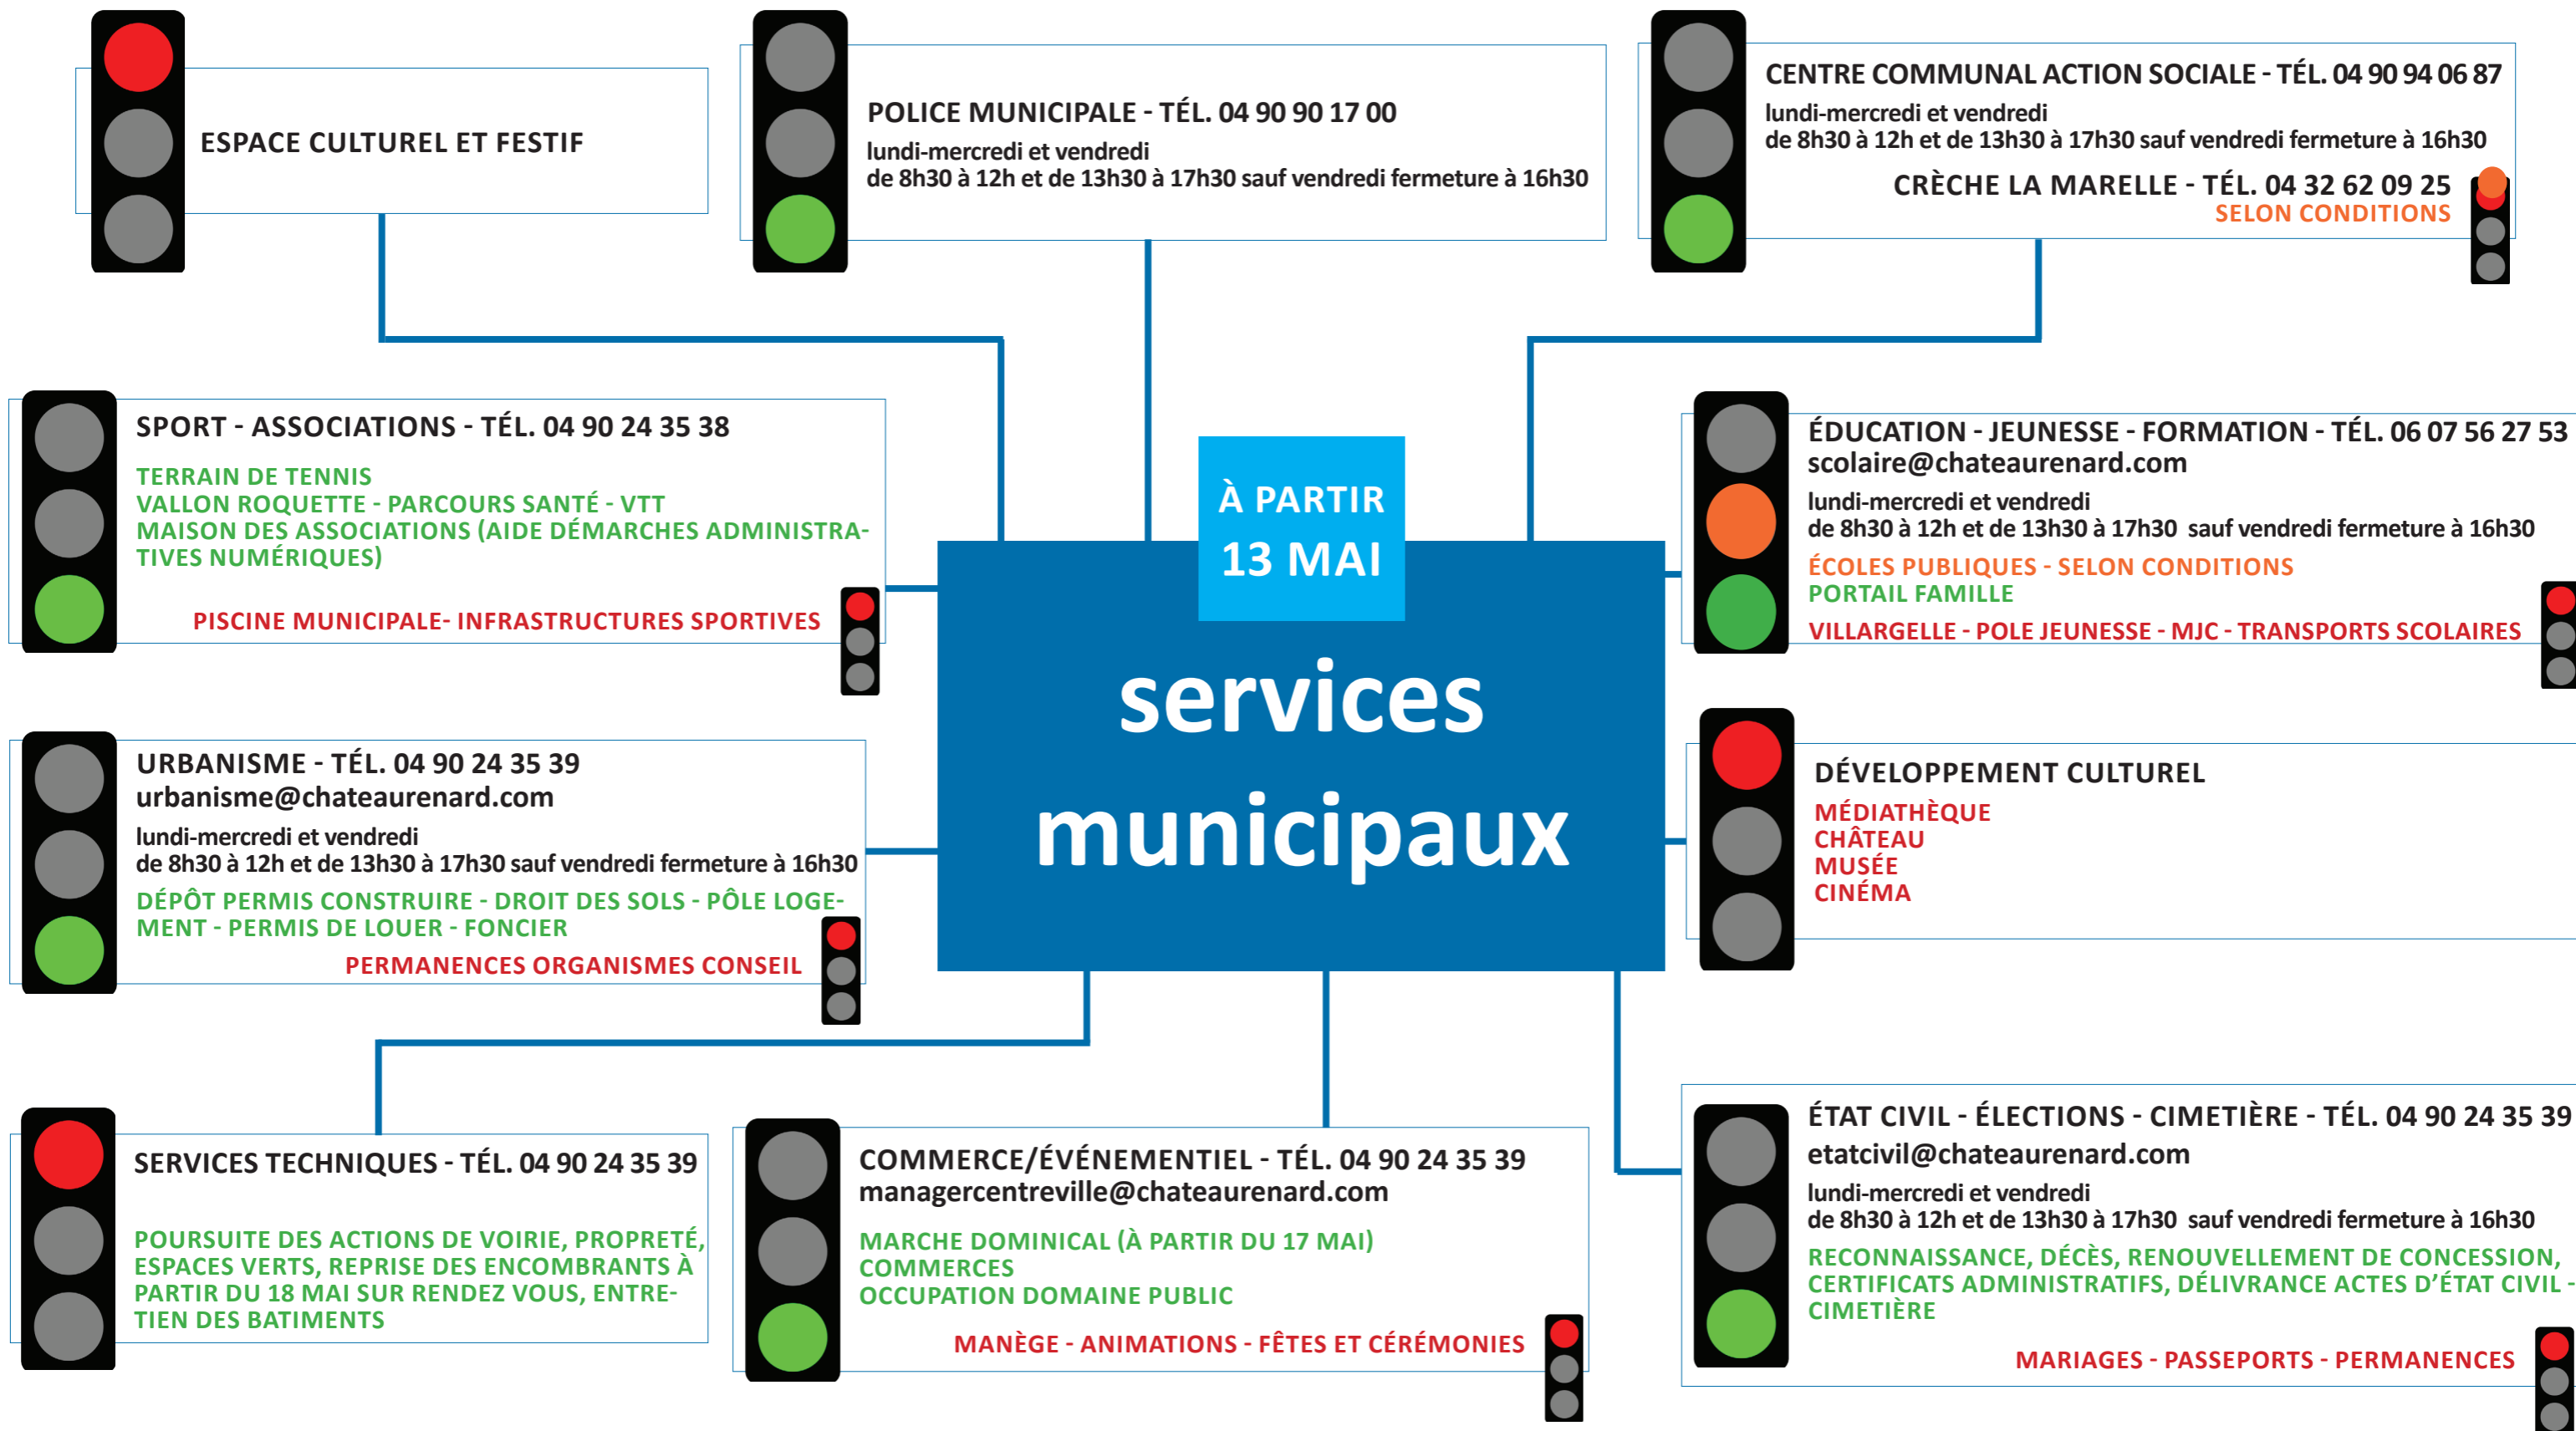 ESPACE CULTUREL ET FESTIF
POLICE MUNICIPALE - TÉL. 04 90 90 17 00
lundi-mercredi et vendredi
de 8h30 à 12h et de 13h30 à 17h30 sauf vendredi fermeture à 16h30
CENTRE COMMUNAL ACTION SOCIALE - TÉL. 04 90 94 06 87
lundi-mercredi et vendredi
de 8h30 à 12h et de 13h30 à 17h30 sauf vendredi fermeture à 16h30
CRÈCHE LA MARELLE - TÉL. 04 32 62 09 25
SELON CONDITIONS
SPORT - ASSOCIATIONS - TÉL. 04 90 24 35 38
TERRAIN DE TENNIS
VALLON ROQUETTE - PARCOURS SANTÉ - VTT
MAISON DES ASSOCIATIONS (AIDE DÉMARCHES ADMINISTRA-
TIVES NUMÉRIQUES)
PISCINE MUNICIPALE- INFRASTRUCTURES SPORTIVES
À PARTIR
13 MAI
services
municipaux
ÉDUCATION - JEUNESSE - FORMATION - TÉL. 06 07 56 27 53
scolaire@chateaurenard.com
lundi-mercredi et vendredi
de 8h30 à 12h et de 13h30 à 17h30 sauf vendredi fermeture à 16h30
ÉCOLES PUBLIQUES - SELON CONDITIONS
PORTAIL FAMILLE
VILLARGELLE - POLE JEUNESSE - MJC - TRANSPORTS SCOLAIRES
URBANISME - TÉL. 04 90 24 35 39
urbanisme@chateaurenard.com
lundi-mercredi et vendredi
de 8h30 à 12h et de 13h30 à 17h30 sauf vendredi fermeture à 16h30
DÉPÔT PERMIS CONSTRUIRE - DROIT DES SOLS - PÔLE LOGE-
MENT - PERMIS DE LOUER - FONCIER
PERMANENCES ORGANISMES CONSEIL
DÉVELOPPEMENT CULTUREL
MÉDIATHÈQUE
CHÂTEAU
MUSÉE
CINÉMA
SERVICES TECHNIQUES - TÉL. 04 90 24 35 39
POURSUITE DES ACTIONS DE VOIRIE, PROPRETÉ,
ESPACES VERTS, REPRISE DES ENCOMBRANTS À
PARTIR DU 18 MAI SUR RENDEZ VOUS, ENTRE-
TIEN DES BATIMENTS
COMMERCE/ÉVÉNEMENTIEL - TÉL. 04 90 24 35 39
managercentreville@chateaurenard.com
MARCHE DOMINICAL (À PARTIR DU 17 MAI)
COMMERCES
OCCUPATION DOMAINE PUBLIC
MANÈGE - ANIMATIONS - FÊTES ET CÉRÉMONIES
ÉTAT CIVIL - ÉLECTIONS - CIMETIÈRE - TÉL. 04 90 24 35 39
etatcivil@chateaurenard.com
lundi-mercredi et vendredi
de 8h30 à 12h et de 13h30 à 17h30 sauf vendredi fermeture à 16h30
RECONNAISSANCE, DÉCÈS, RENOUVELLEMENT DE CONCESSION,
CERTIFICATS ADMINISTRATIFS, DÉLIVRANCE ACTES D'ÉTAT CIVIL -
CIMETIÈRE
MARIAGES - PASSEPORTS - PERMANENCES